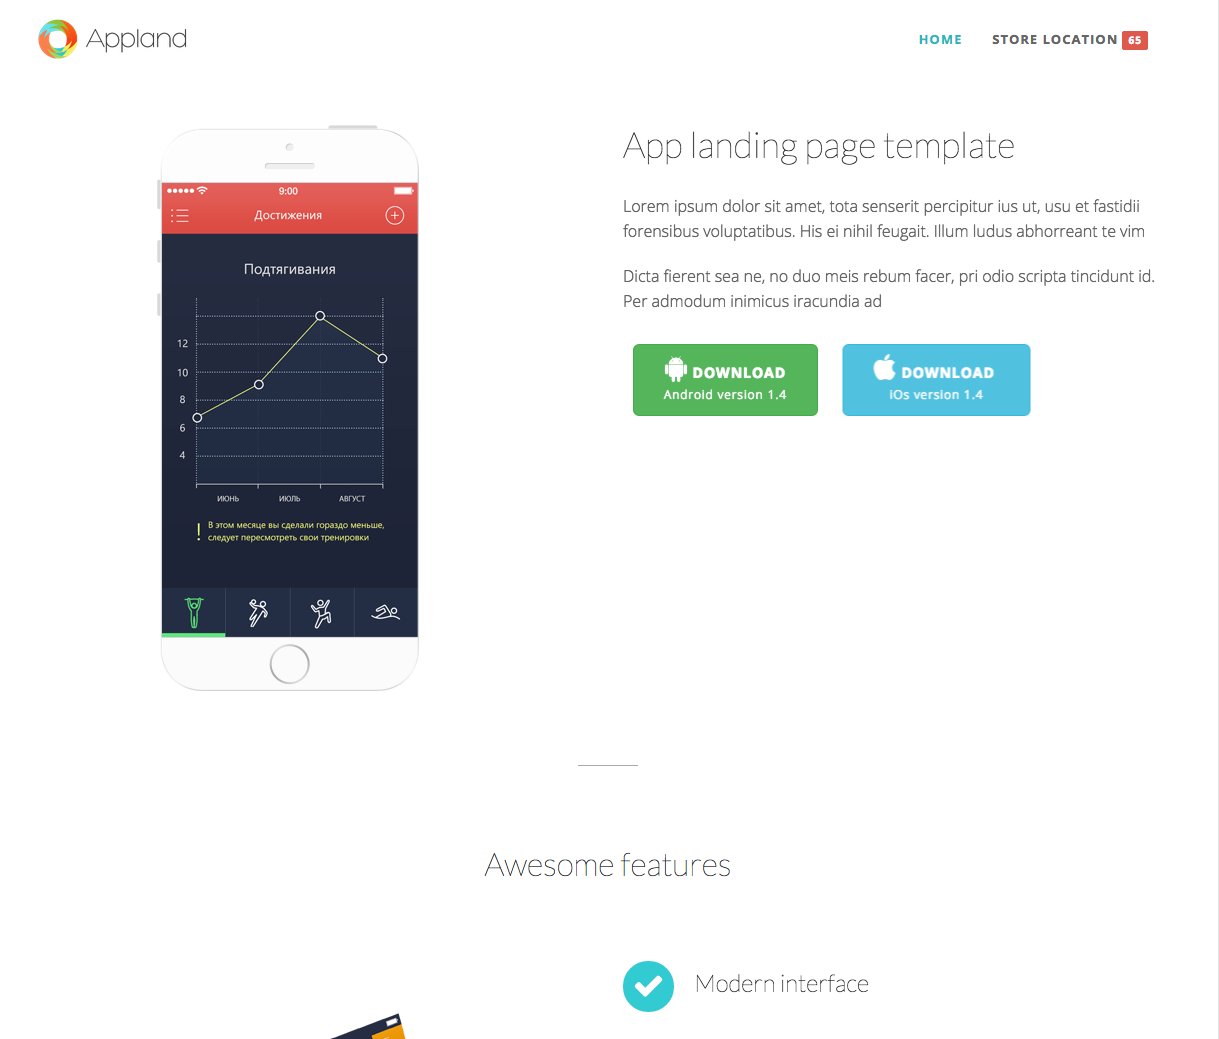 Appland
HOME
STORE LOCATION 65
9:00
Достижения
Подтягивания
12
10
8
6
4
ИЮНЬ
ИЮЛЬ
АВГУСТ
! В этом месяце вы сделали гораздо меньше,
следует пересмотреть свои тренировки
App landing page template
Lorem ipsum dolor sit amet, tota senserit percipitur ius ut, usu et fastidii
forensibus voluptatibus. His ei nihil feugait. Illum ludus abhorreant te vim
Dicta fierent sea ne, no duo meis rebum facer, pri odio scripta tincidunt id.
Per admodum inimicus iracundia ad
DOWNLOAD
Android version 1.4
DOWNLOAD
iOs version 1.4
Awesome features
Modern interface